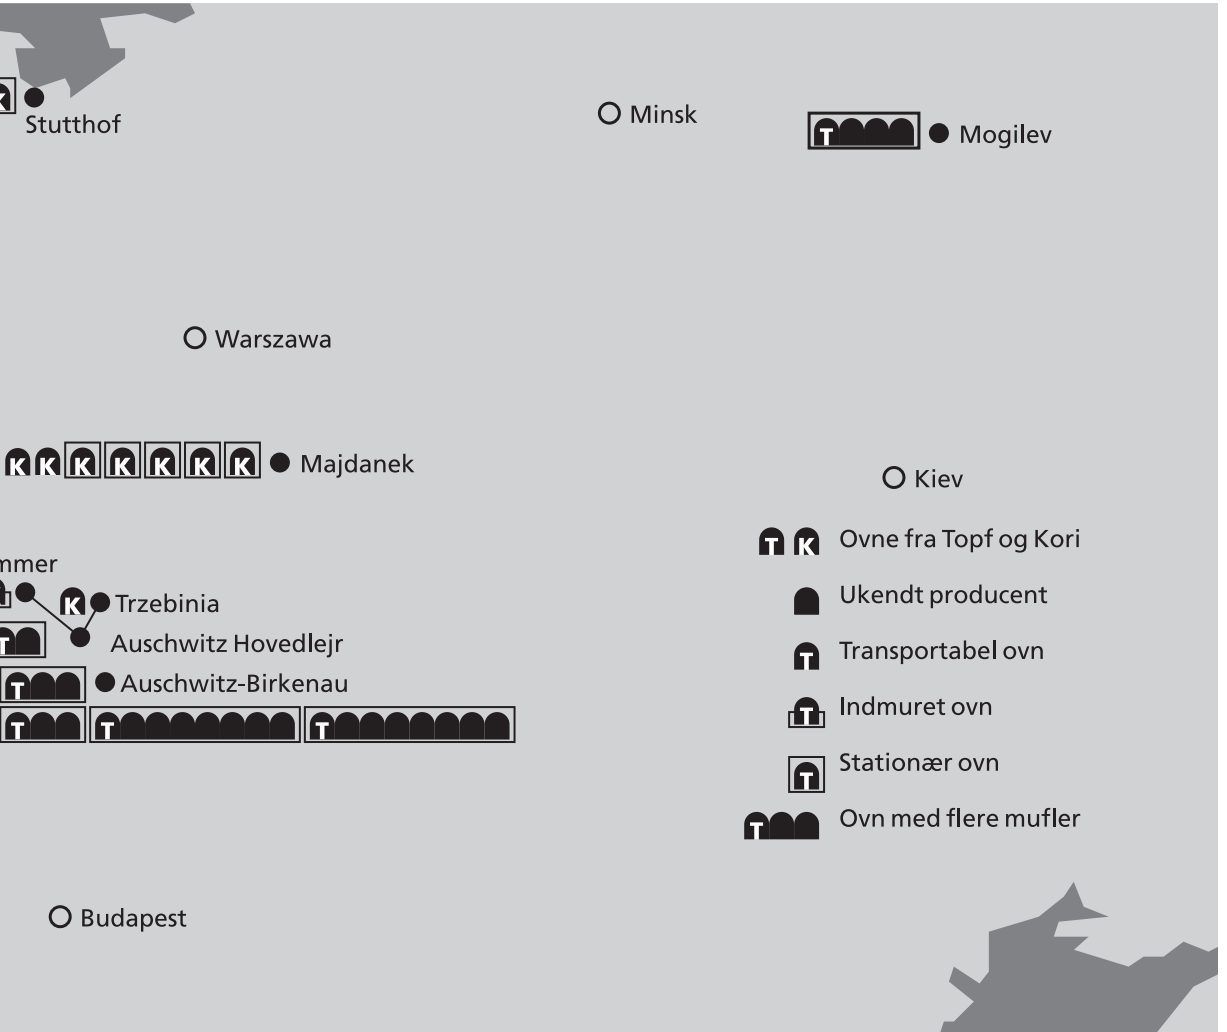 K
Stutthof
Minsk
T
Mogilev
Warszawa
K K K K K K K
Majdanek
Kiev
T K Ovne fra Topf og Kori
mmer
K Trzebinia
Ukendt producent
T Auschwitz Hovedlejr
T Transportabel ovn
T Auschwitz-Birkenau
T Indmuret ovn
T T T
T Stationær ovn
T Ovn med flere mufler
Budapest